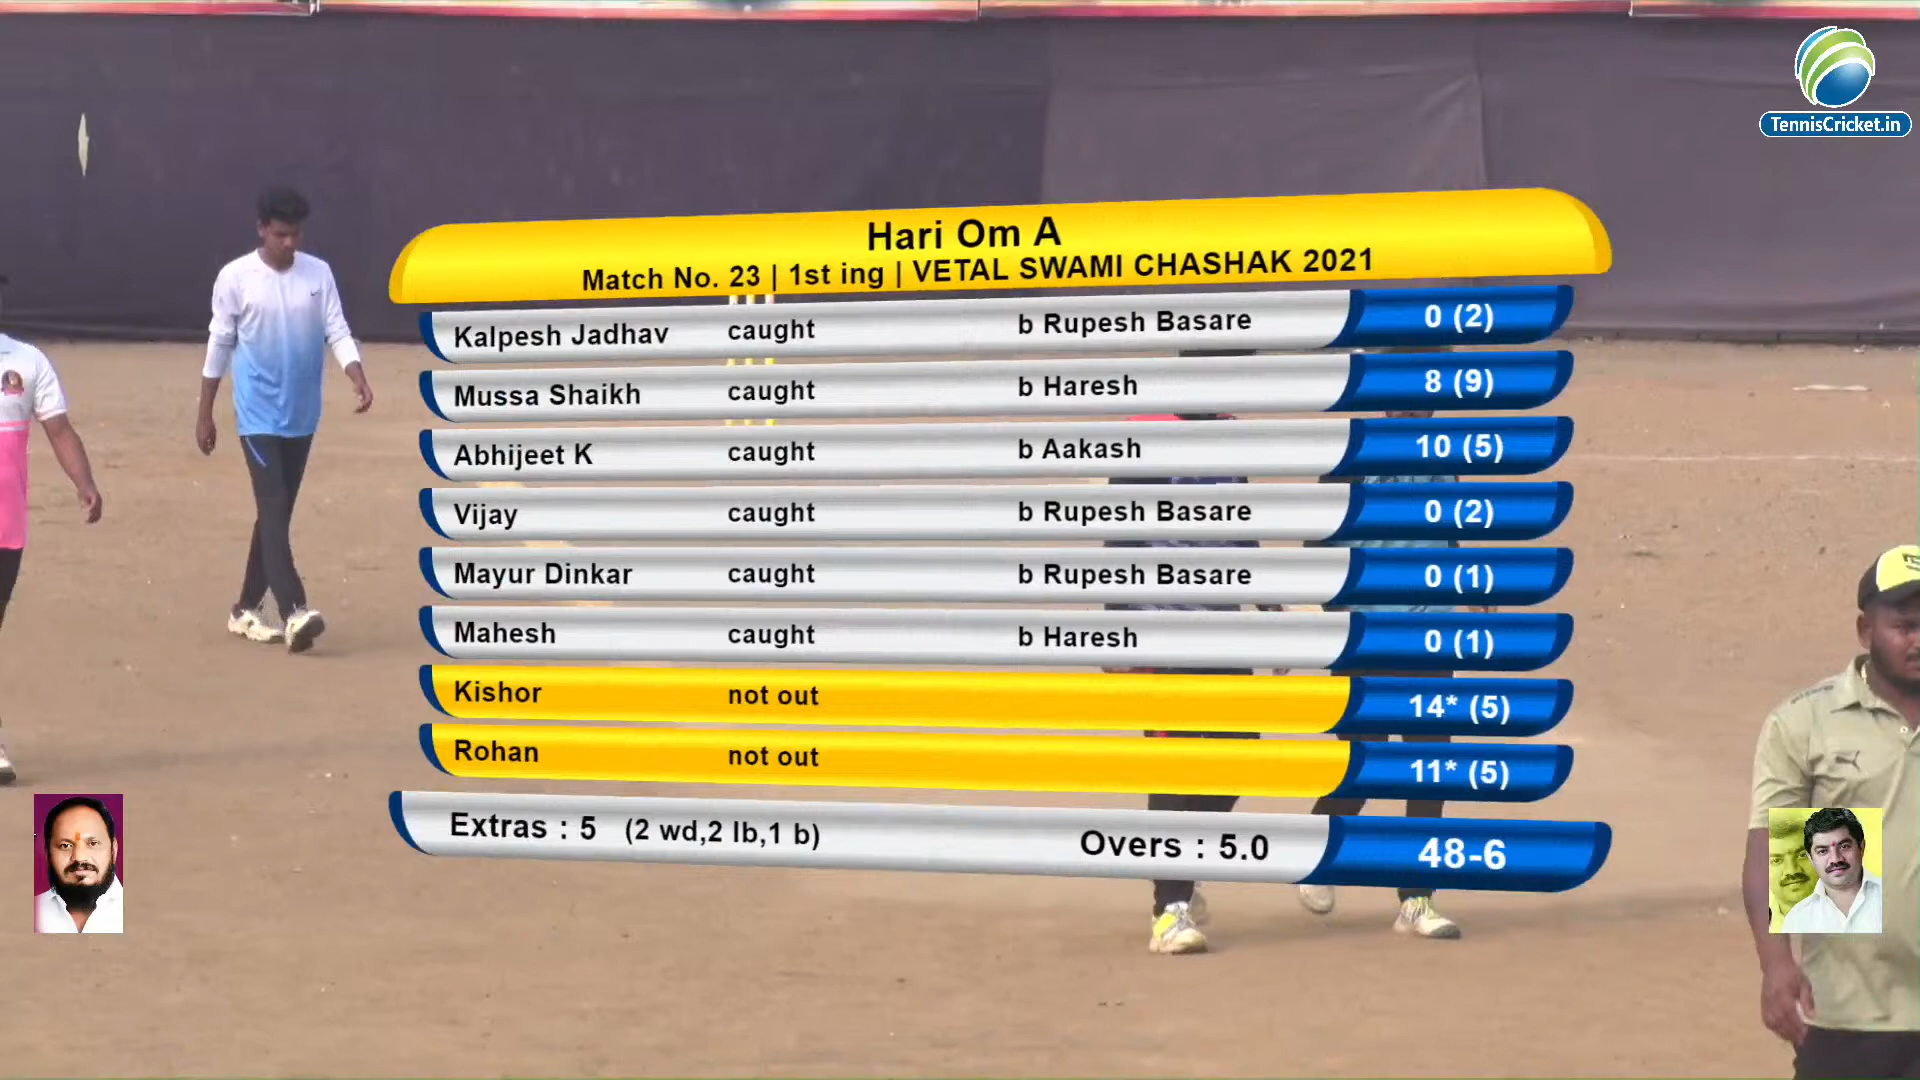 TennisCricket.in
Hari Om A
Match No. 23 | 1st ing | VETAL SWAMI CHASHAK 2021
Kalpesh Jadhav caught b Rupesh Basare 0 (2)
Mussa Shaikh caught b Haresh 8 (9)
Abhijeet K caught b Aakash 10 (5)
Vijay caught b Rupesh Basare 0 (2)
Mayur Dinkar caught b Rupesh Basare 0 (1)
Mahesh caught b Haresh 0 (1)
Kishor not out 14* (5)
Rohan not out 11* (5)
Extras : 5 (2 wd,2 lb,1 b) Overs : 5.0 48-6